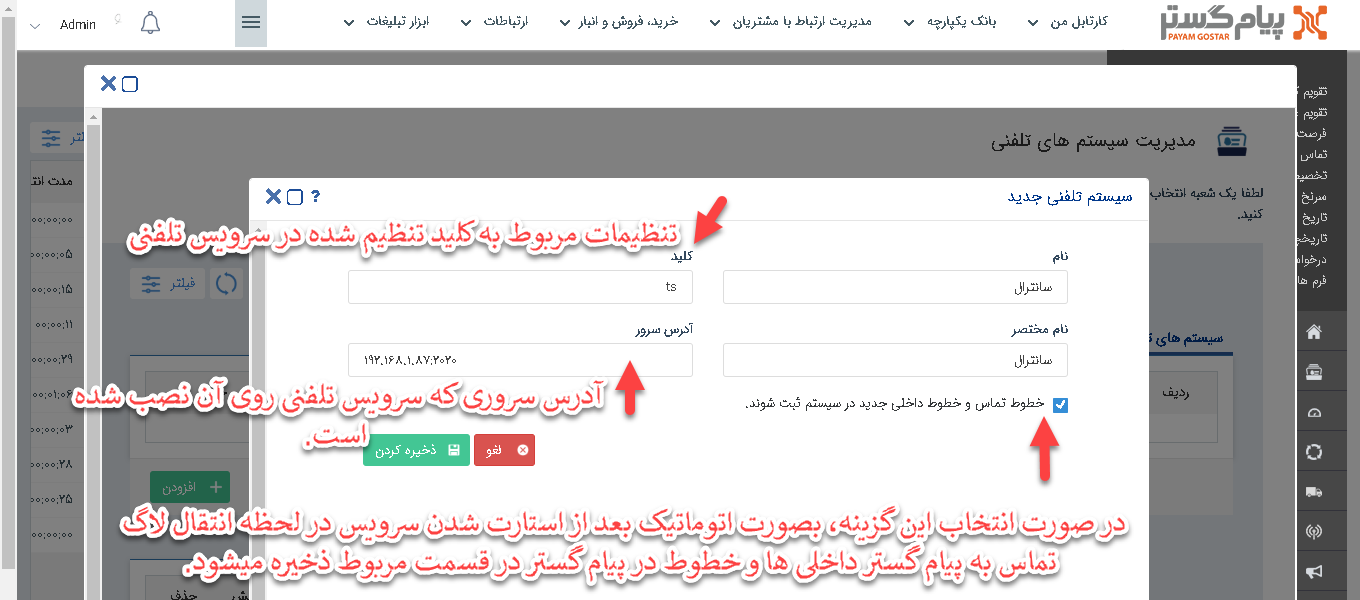 پیام گستر
PAYAM GOSTAR
کارتابل من
بانک یکپارچه
مدیریت ارتباط با مشتریان
خرید، فروش و انبار
ارتباطات
ابزار تبلیغات
Admin
تقویم
تقویم
فرصت
تماس
سرنخ
تاریخ
فرم ها
مدیریت سیستم های تلفنی
لطفا یک شعبه انتخاب
کنید.
سیستم تلفنی جدید
?
تنظیمات مربوط به کلید تنظیم شده در سرویس تلفنی
نام
کلید
سانترال
ts
نام مختصر
آدرس سرور
سانترال
۱۹۲.۱۶۸.۱.۸۷:۲۰۲۰
آدرس سروری که سرویس تلفنی روی آن نصب شده
است.
خطوط تماس و خطوط داخلی جدید در سیستم ثبت شوند.
لغو
ذخیره کردن
در صورت انتخاب این گزینه، بصورت اتوماتیک بعد از استارت شدن سرویس در لحظه انتقال لاگ
تماس به پیام گستر داخلی ها و خطوط در پیام گستر در قسمت مربوط ذخیره میشود.
سیستم های
ردیف
فیلتر
افزودن
حذف
مدت
۰۰:۰۰:۰۰
۰۰:۰۰:۰۵
۰۰:۰۰:۱۵
۰۰:۰۰:۱۱
۰۰:۰۰:۲۹
۰۰:۰۱:۰۶
۰۰:۰۰:۰۳
۰۰:۰۰:۲۸
۰۰:۰۰:۲۵
۰۰:۰۰:۰۰